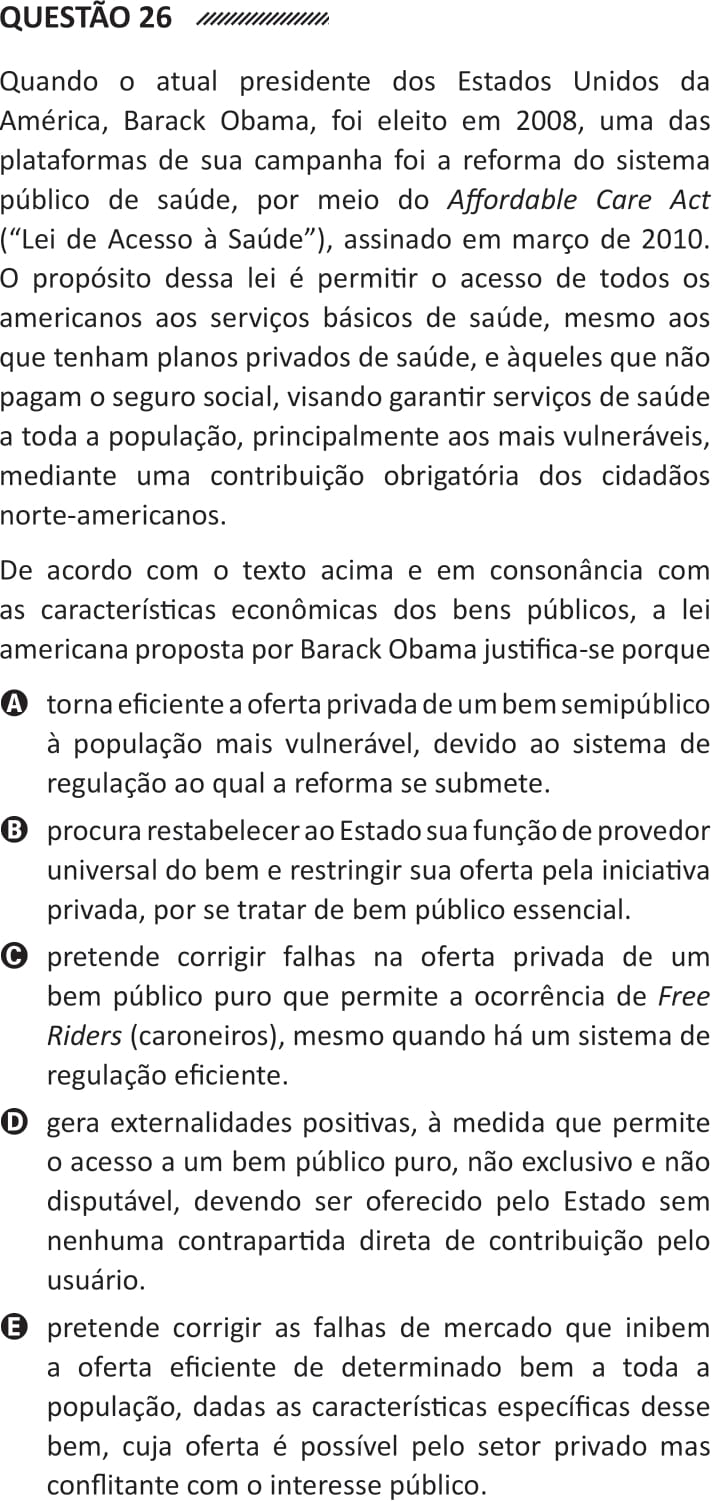 QUESTÃO 26
Quando o atual presidente dos Estados Unidos da
América, Barack Obama, foi eleito em 2008, uma das
plataformas de sua campanha foi a reforma do sistema
público de saúde, por meio do Affordable Care Act
(“Lei de Acesso à Saúde”), assinado em março de 2010.
O propósito dessa lei é permitir o acesso de todos os
americanos aos serviços básicos de saúde, mesmo aos
que tenham planos privados de saúde, e àqueles que não
pagam o seguro social, visando garantir serviços de saúde
a toda a população, principalmente aos mais vulneráveis,
mediante uma contribuição obrigatória dos cidadãos
norte-americanos.
De acordo com o texto acima e em consonância com
as características econômicas dos bens públicos, a lei
americana proposta por Barack Obama justifica-se porque
A torna eficiente a oferta privada de um bem semipúblico
à população mais vulnerável, devido ao sistema de
regulação ao qual a reforma se submete.
B procura restabelecer ao Estado sua função de provedor
universal do bem e restringir sua oferta pela iniciativa
privada, por se tratar de bem público essencial.
C pretende corrigir falhas na oferta privada de um
bem público puro que permite a ocorrência de Free
Riders (caroneiros), mesmo quando há um sistema de
regulação eficiente.
D gera externalidades positivas, à medida que permite
o acesso a um bem público puro, não exclusivo e não
disputável, devendo ser oferecido pelo Estado sem
nenhuma contrapartida direta de contribuição pelo
usuário.
E pretende corrigir as falhas de mercado que inibem
a oferta eficiente de determinado bem a toda a
população, dadas as características específicas desse
bem, cuja oferta é possível pelo setor privado mas
conflitante com o interesse público.